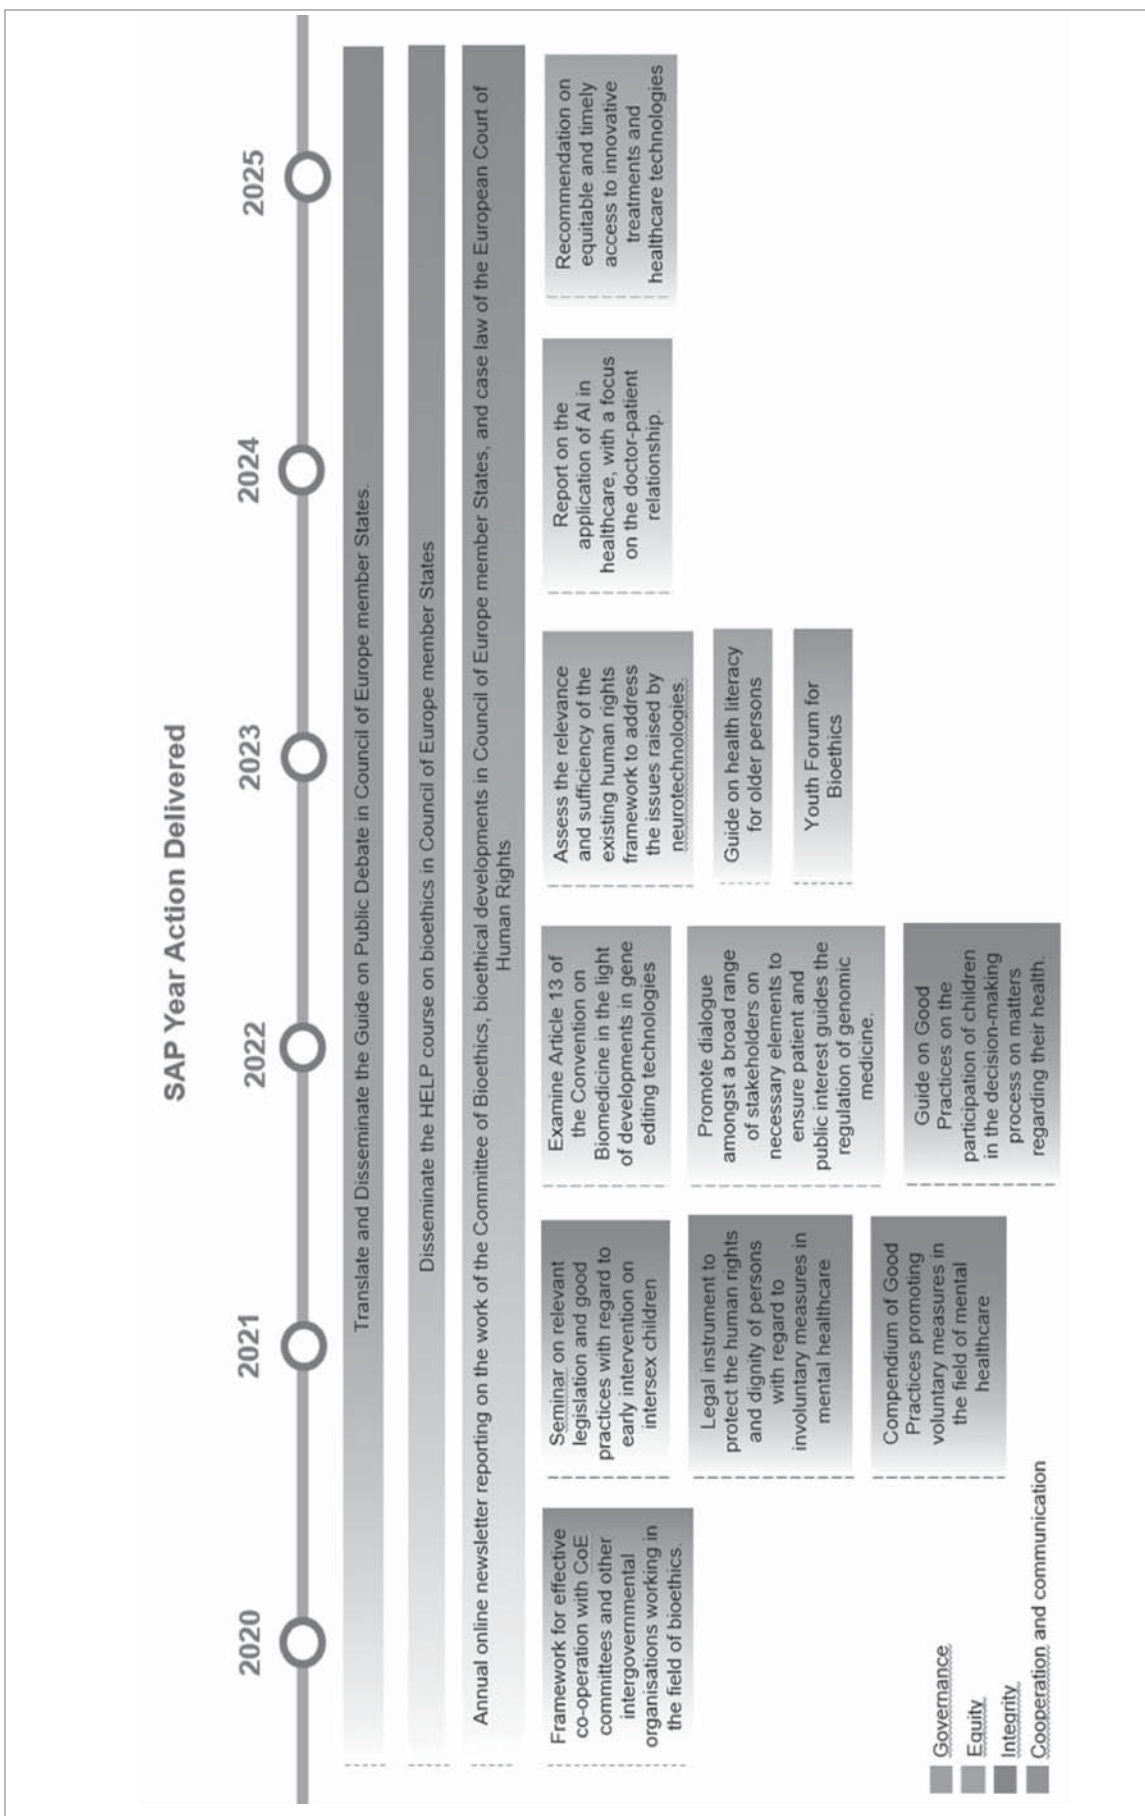 SAP Year Action Delivered
2020
2021
2022
2023
2024
2025
Translate and Disseminate the Guide on Public Debate in Council of Europe member States.
Disseminate the HELP course on bioethics in Council of Europe member States
Annual online newsletter reporting on the work of the Committee of Bioethics, bioethical developments in Council of Europe member States, and case law of the European Court of
Human Rights
Framework for effective
co-operation with CoE
committees and other
intergovernmental
organisations working in
the field of bioethics.
Seminar on relevant
legislation and good
practices with regard to
early intervention on
intersex children
Legal instrument to
protect the human rights
and dignity of persons
with regard to
involuntary measures in
mental healthcare
Compendium of Good
Practices promoting
voluntary measures in
the field of mental
healthcare
Examine Article 13 of
the Convention on
Biomedicine in the light
of developments in gene
editing technologies
Promote dialogue
amongst a broad range
of stakeholders on
necessary elements to
ensure patient and
public interest guides the
regulation of genomic
medicine.
Guide on Good
Practices on the
participation of children
in the decision-making
process on matters
regarding their health.
Assess the relevance
and sufficiency of the
existing human rights
framework to address
the issues raised by
neurotechnologies.
Guide on health literacy
for older persons
Youth Forum for
Bioethics
Report on the
application of AI in
healthcare, with a focus
on the doctor-patient
relationship.
Recommendation on
equitable and timely
access to innovative
treatments and
healthcare technologies
Governance
Equity
Integrity
Cooperation and communication